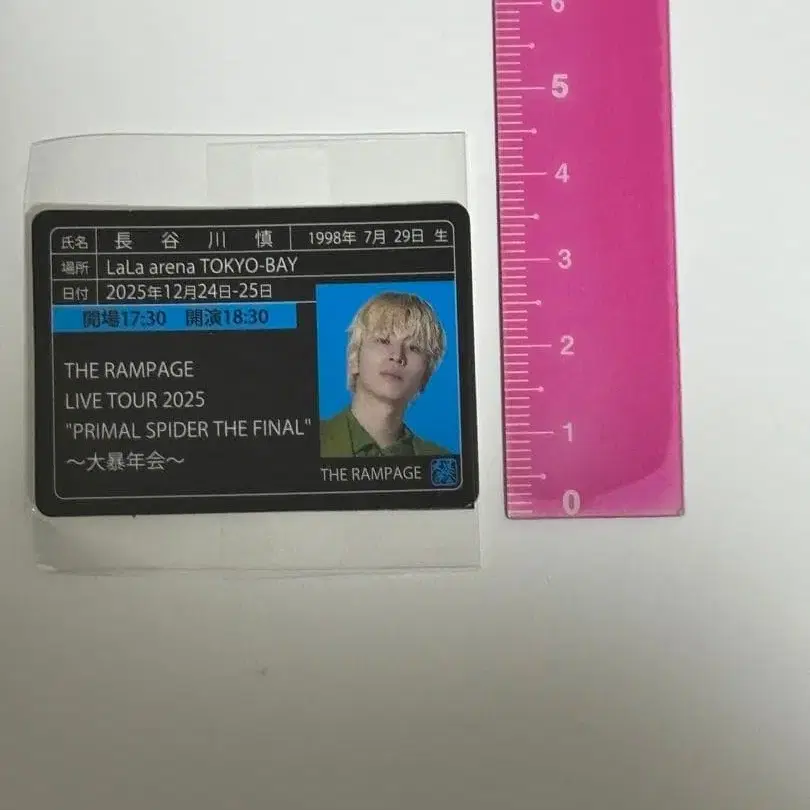 氏名 長谷川 慎 1998年 7月 29日 生
場所 LaLa arena TOKYO-BAY
日付 2025年12月24日-25日
開場17:30 開演18:30
THE RAMPAGE
LIVE TOUR 2025
"PRIMAL SPIDER THE FINAL"
～大暴年会～
THE RAMPAGE
6
5
4
3
2
1
0